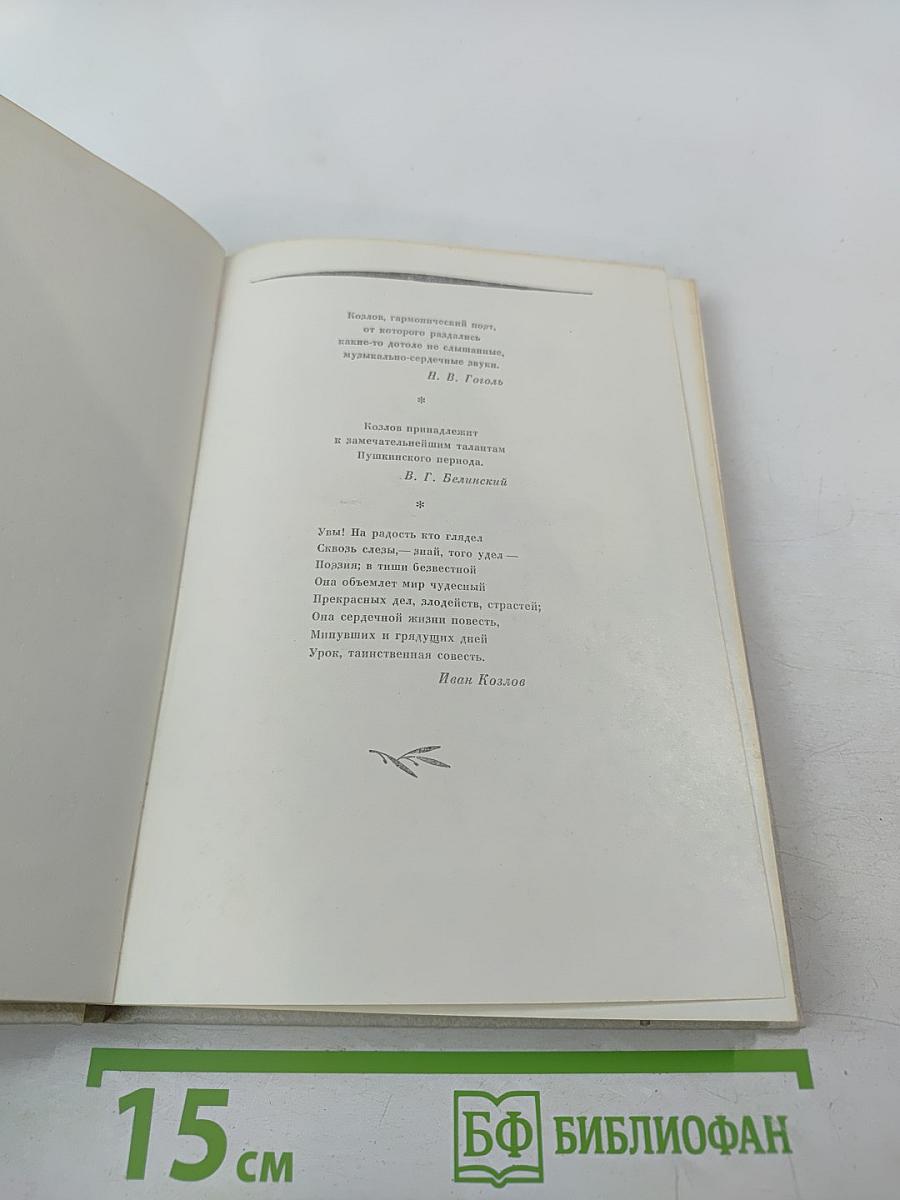 Козлов, гармонический поэт,
от которого раздались
какие-то дотоле не слышанные,
музыкально-сердечные звуки.
Н. В. Гоголь
*
Козлов принадлежит
к замечательнейшим талантам
Пушкинского периода.
В. Г. Белинский
*
Увы! На радость кто глядел
Сквозь слезы,— знай, того удел —
Поэзия; в тиши безвестной
Она объемлет мир чудесный
Прекрасных дел, злодейств, страстей;
Она сердечной жизни повесть,
Минувших и грядущих дней
Урок, таинственная совесть.
Иван Козлов
15 см
БФ БИБЛИОФАН